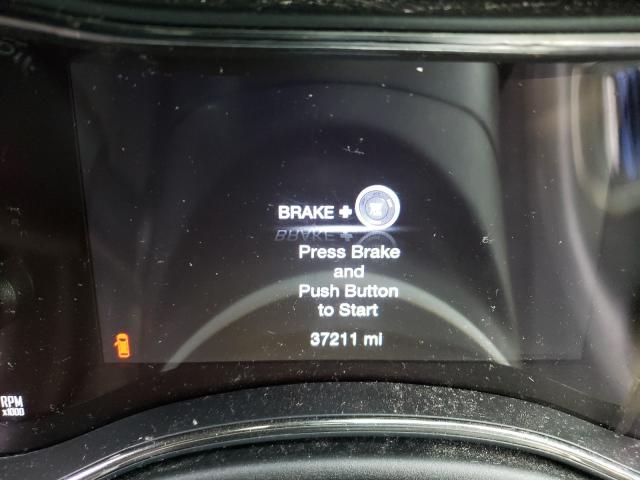 BRAKE +
Press Brake
and
Push Button
to Start
37211 mi
RPM
x1000